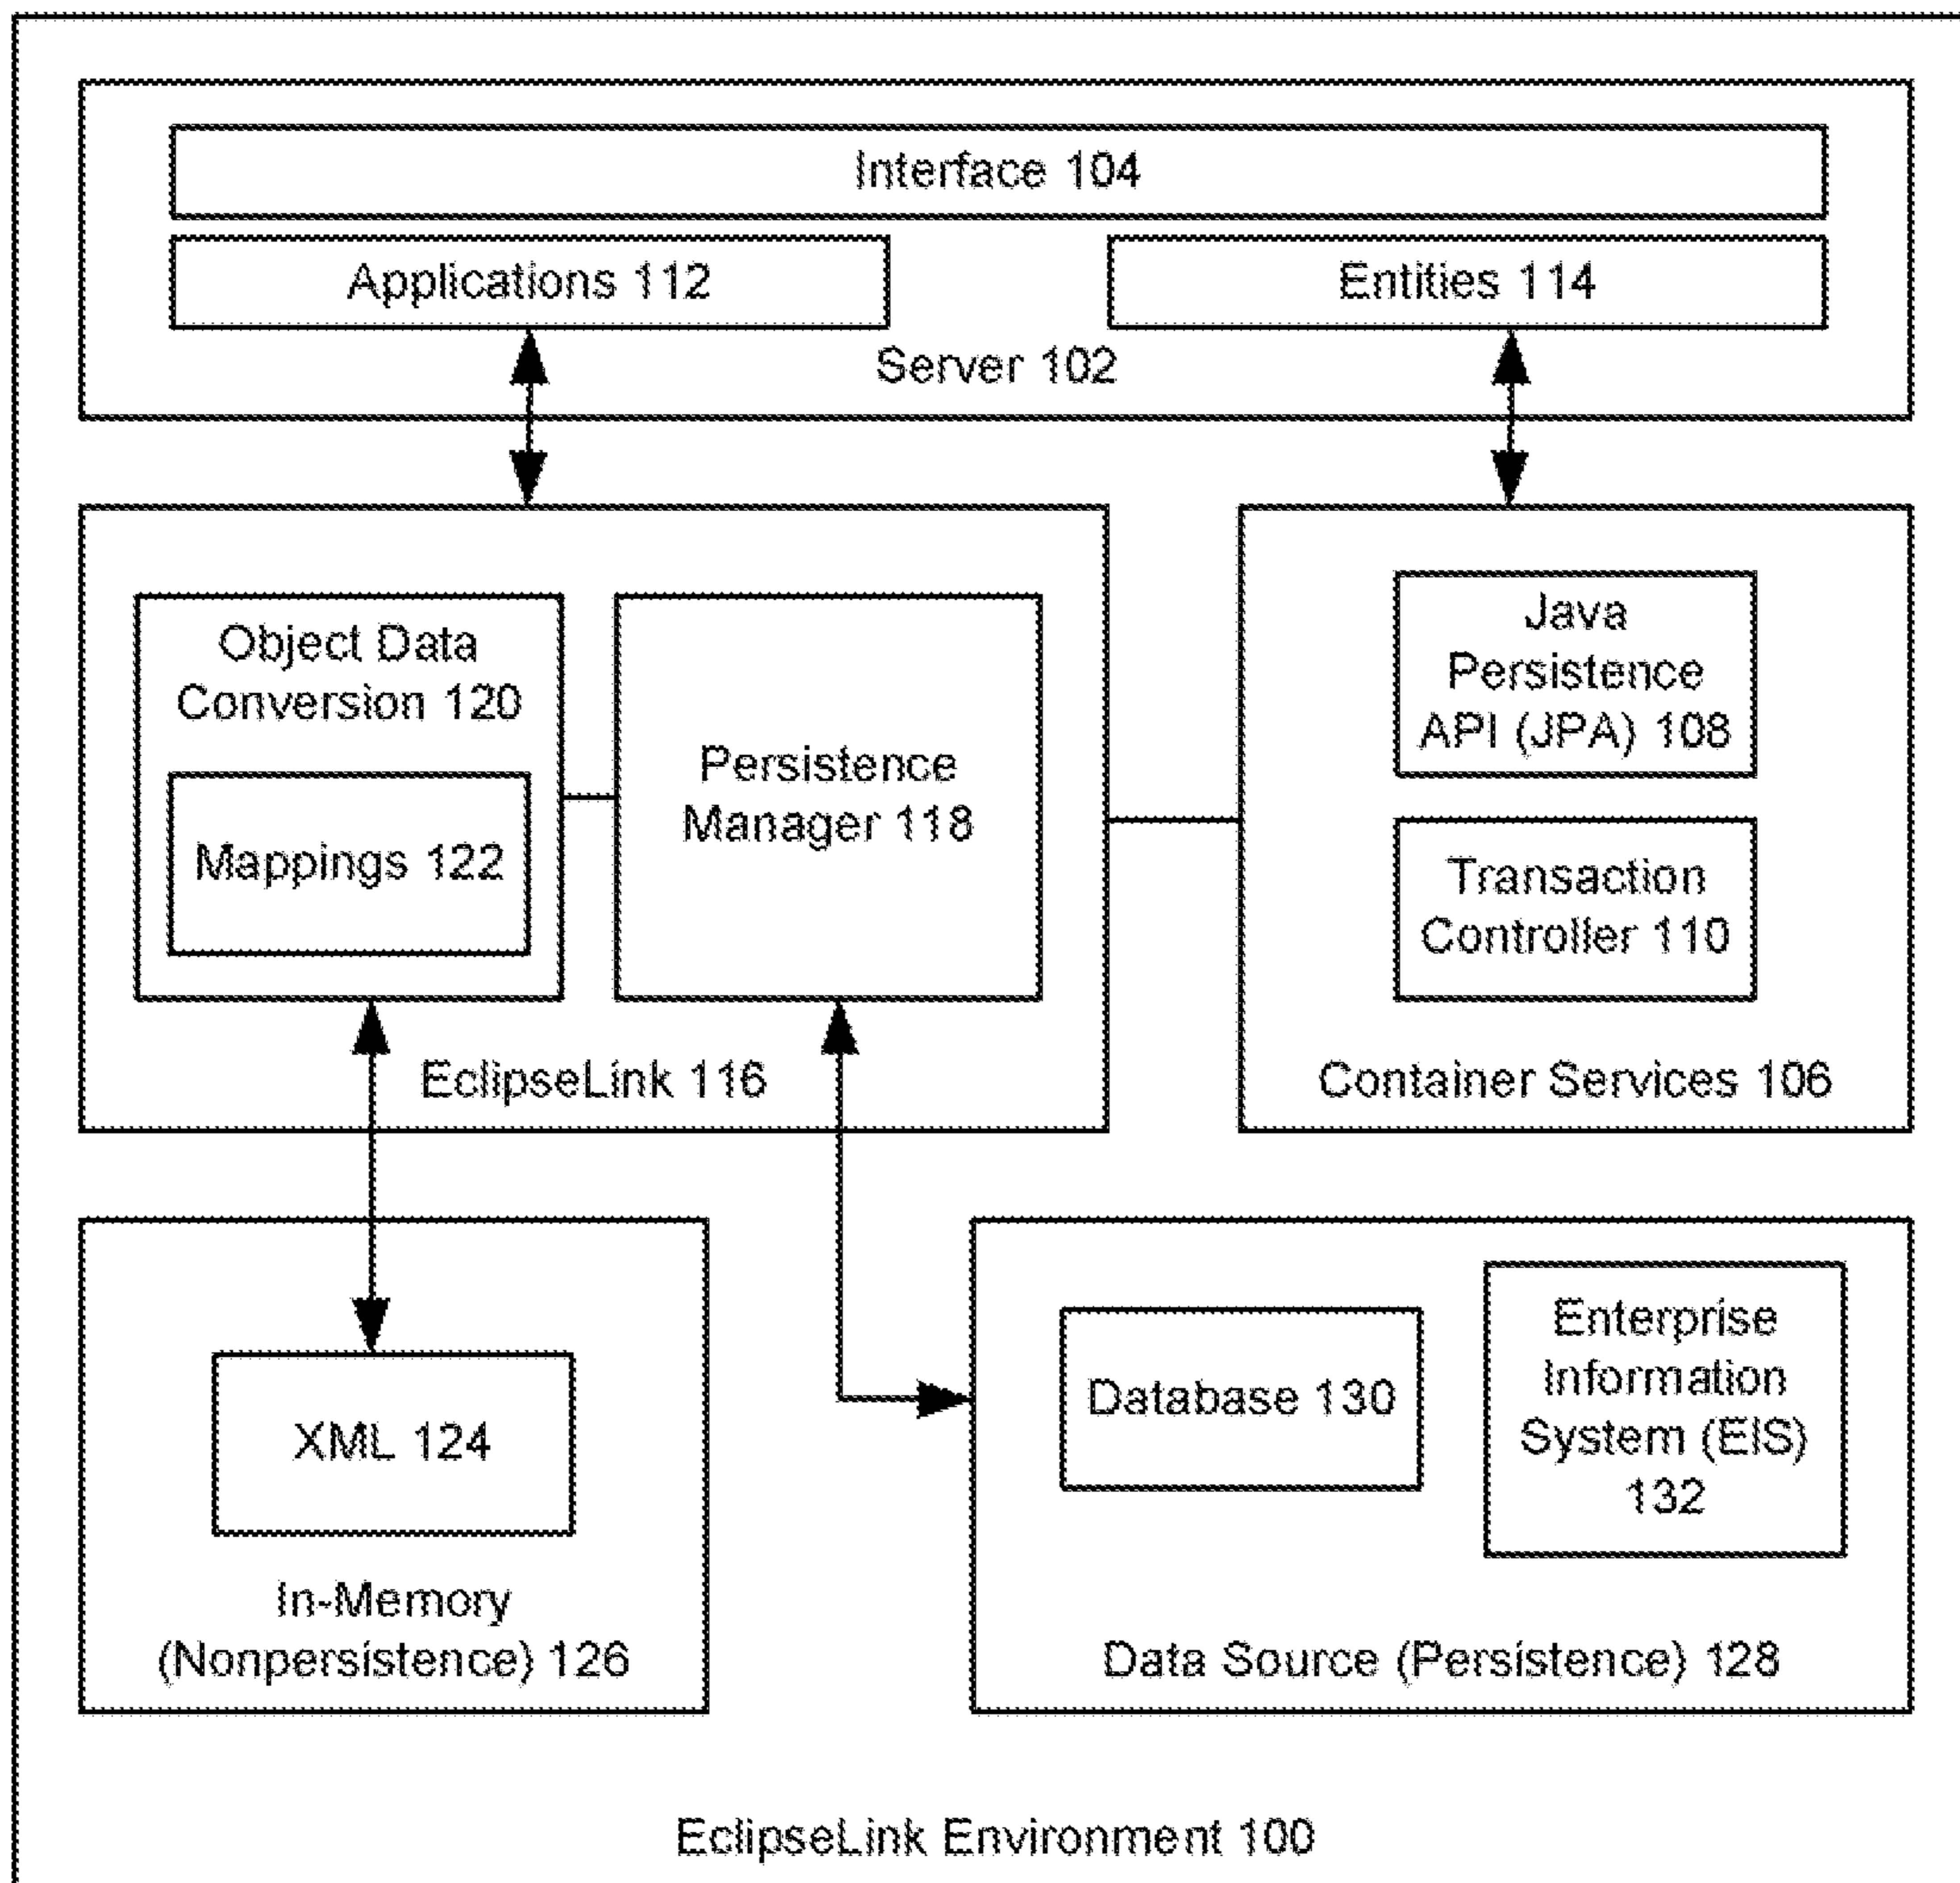 Interface 104
Applications 112
Entities 114
Server 102
Object Data
Conversion 120
Mappings 122
Persistence
Manager 118
EclipseLink 116
Java
Persistence
API (JPA) 108
Transaction
Controller 110
Container Services 106
XML 124
In-Memory
(Nonpersistence) 126
Database 130
Enterprise
Information
System (EIS)
132
Data Source (Persistence) 128
EclipseLink Environment 100